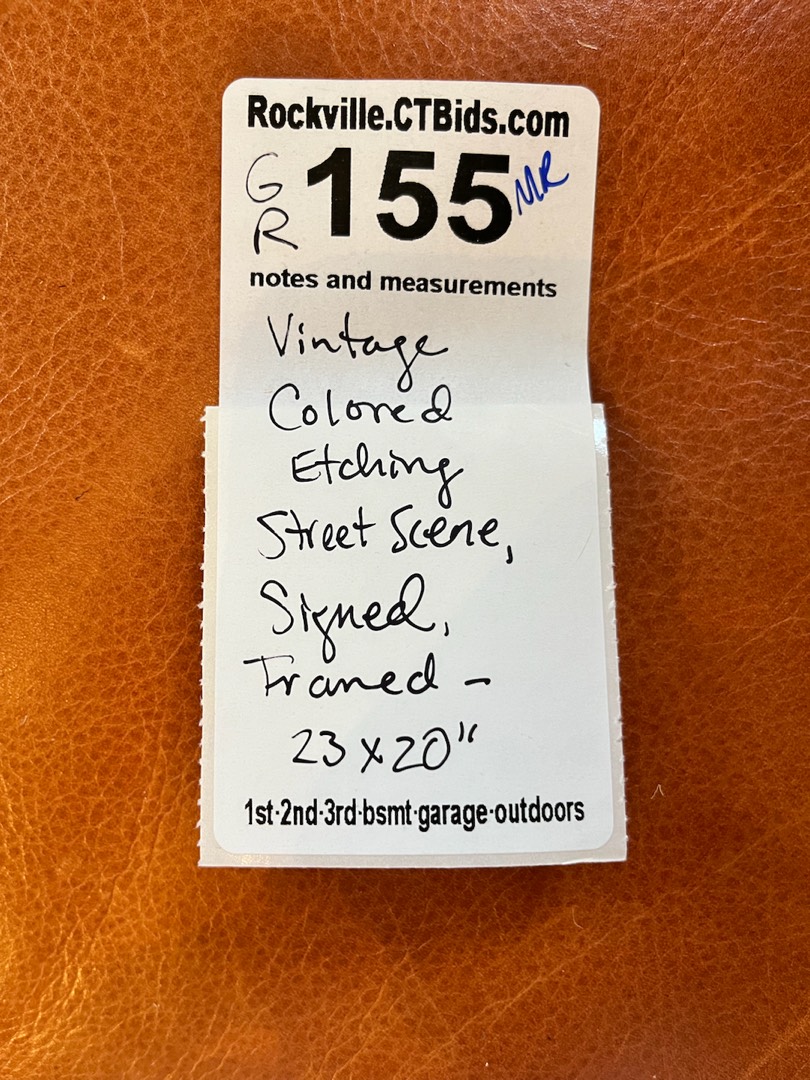 Rockville.CTBids.com
G R 155 MR
notes and measurements
Vintage
Colored
Etching
Street Scene,
Signed,
Framed -
23 x 20"
1st·2nd·3rd·bsmt·garage·outdoors